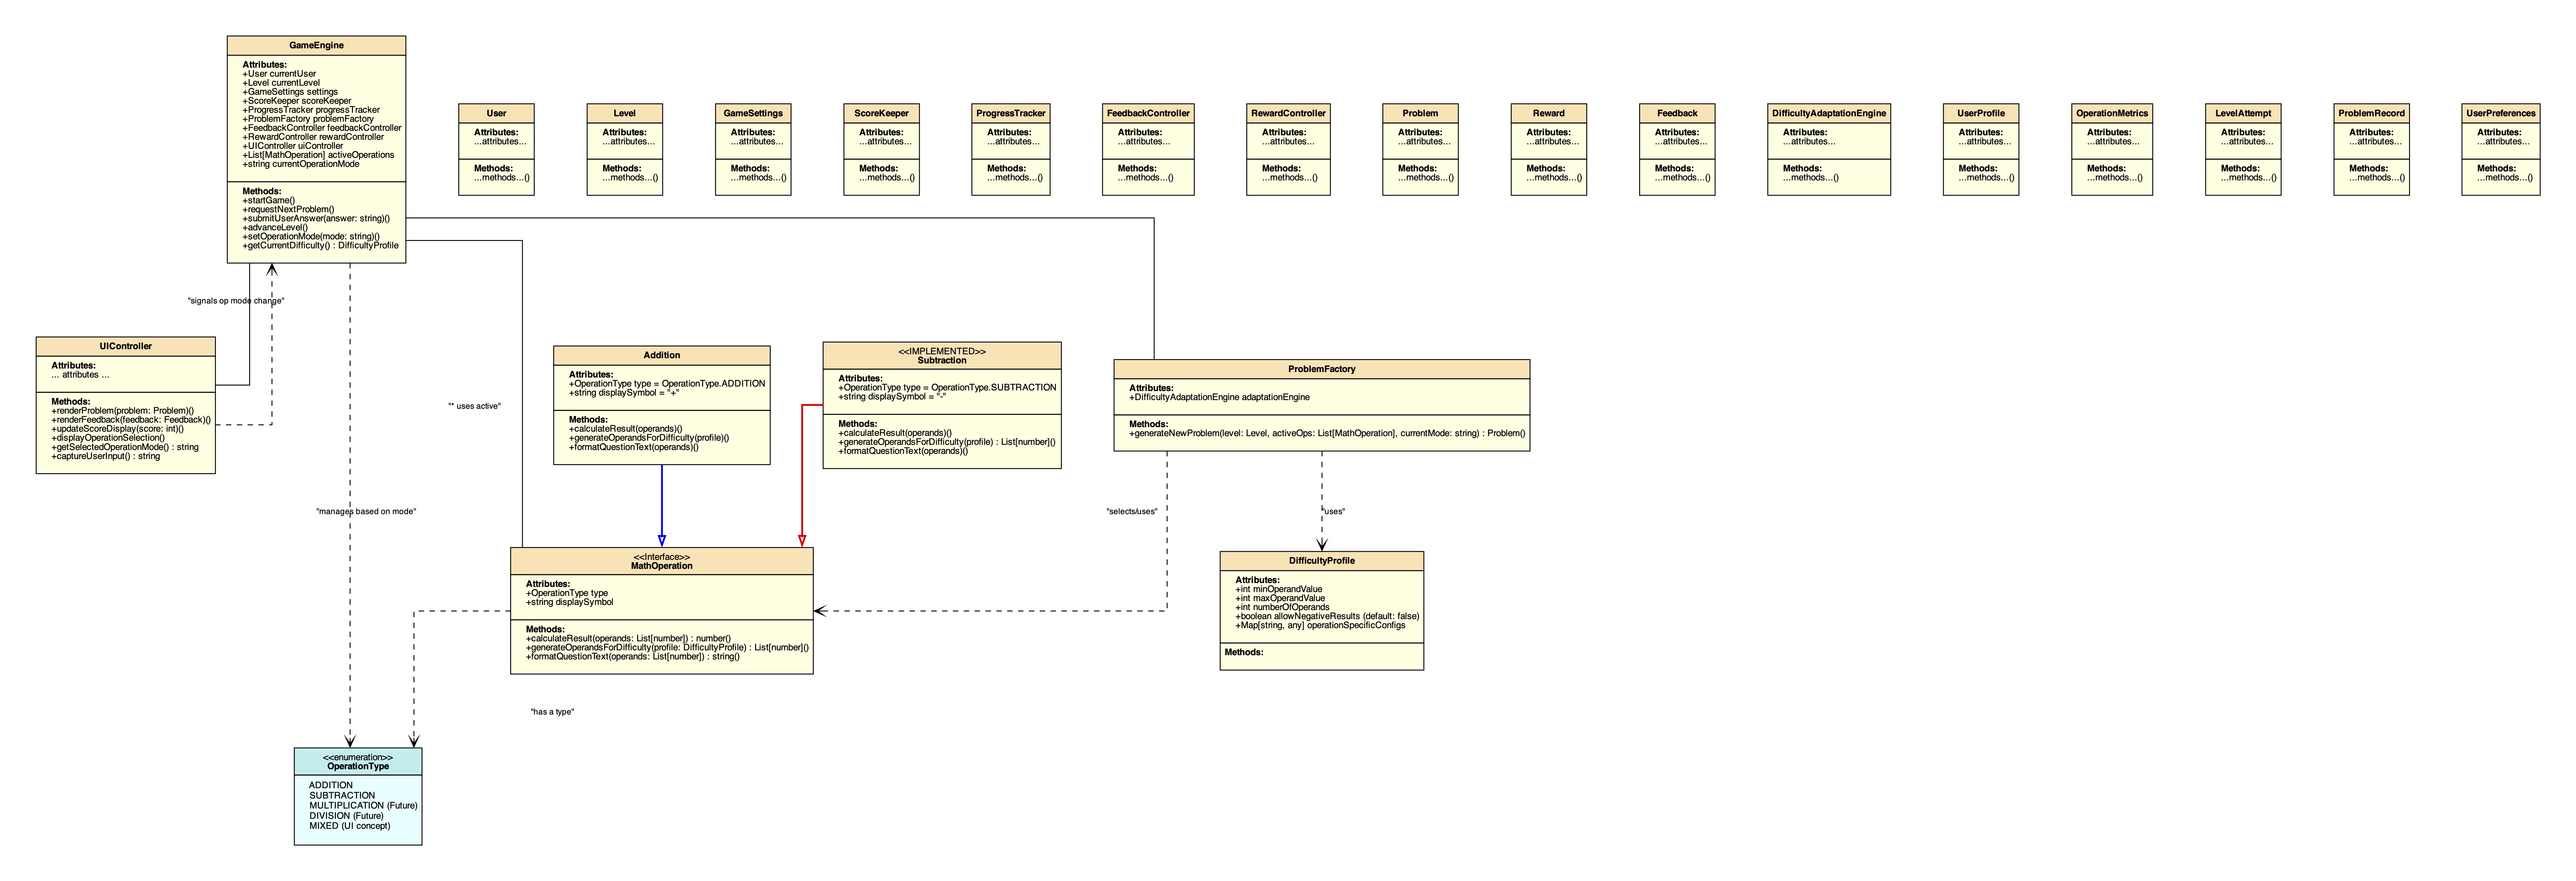 GameEngine
Attributes:
+User currentUser
+Level currentLevel
+GameSettings settings
+ScoreKeeper scoreKeeper
+ProgressTracker progressTracker
+ProblemFactory problemFactory
+FeedbackController feedbackController
+RewardController rewardController
+UIController uiController
+List[MathOperation] activeOperations
+string currentOperationMode
Methods:
+startGame()
+requestNextProblem()
+submitUserAnswer(answer: string)()
+advanceLevel()
+setOperationMode(mode: string)()
+getCurrentDifficulty() : DifficultyProfile
User
Attributes:
...attributes...
Methods:
...methods...()
Level
Attributes:
...attributes...
Methods:
...methods...()
GameSettings
Attributes:
...attributes...
Methods:
...methods...()
ScoreKeeper
Attributes:
...attributes...
Methods:
...methods...()
ProgressTracker
Attributes:
...attributes...
Methods:
...methods...()
FeedbackController
Attributes:
...attributes...
Methods:
...methods...()
RewardController
Attributes:
...attributes...
Methods:
...methods...()
Problem
Attributes:
...attributes...
Methods:
...methods...()
Reward
Attributes:
...attributes...
Methods:
...methods...()
Feedback
Attributes:
...attributes...
Methods:
...methods...()
DifficultyAdaptationEngine
Attributes:
...attributes...
Methods:
...methods...()
UserProfile
Attributes:
...attributes...
Methods:
...methods...()
OperationMetrics
Attributes:
...attributes...
Methods:
...methods...()
LevelAttempt
Attributes:
...attributes...
Methods:
...methods...()
ProblemRecord
Attributes:
...attributes...
Methods:
...methods...()
UserPreferences
Attributes:
...attributes...
Methods:
...methods...()
"signals op mode change"
UIController
Attributes:
... attributes ...
Methods:
+renderProblem(problem: Problem)()
+renderFeedback(feedback: Feedback)()
+updateScoreDisplay(score: int)()
+displayOperationSelection()
+getSelectedOperationMode() : string
+captureUserInput() : string
"* uses active"
Addition
Attributes:
+OperationType type = OperationType.ADDITION
+string displaySymbol = "+"
Methods:
+calculateResult(operands)()
+generateOperandsForDifficulty(profile)()
+formatQuestionText(operands)()
<<IMPLEMENTED>>
Subtraction
Attributes:
+OperationType type = OperationType.SUBTRACTION
+string displaySymbol = "-"
Methods:
+calculateResult(operands)()
+generateOperandsForDifficulty(profile) : List[number]()
+formatQuestionText(operands)()
ProblemFactory
Attributes:
+DifficultyAdaptationEngine adaptationEngine
Methods:
+generateNewProblem(level: Level, activeOps: List[MathOperation], currentMode: string) : Problem()
"manages based on mode"
"selects/uses"
"uses"
<<Interface>>
MathOperation
Attributes:
+OperationType type
+string displaySymbol
Methods:
+calculateResult(operands: List[number]) : number()
+generateOperandsForDifficulty(profile: DifficultyProfile) : List[number]()
+formatQuestionText(operands: List[number]) : string()
DifficultyProfile
Attributes:
+int minOperandValue
+int maxOperandValue
+int numberOfOperands
+boolean allowNegativeResults (default: false)
+Map[string, any] operationSpecificConfigs
Methods:
"has a type"
<<enumeration>>
OperationType
ADDITION
SUBTRACTION
MULTIPLICATION (Future)
DIVISION (Future)
MIXED (UI concept)